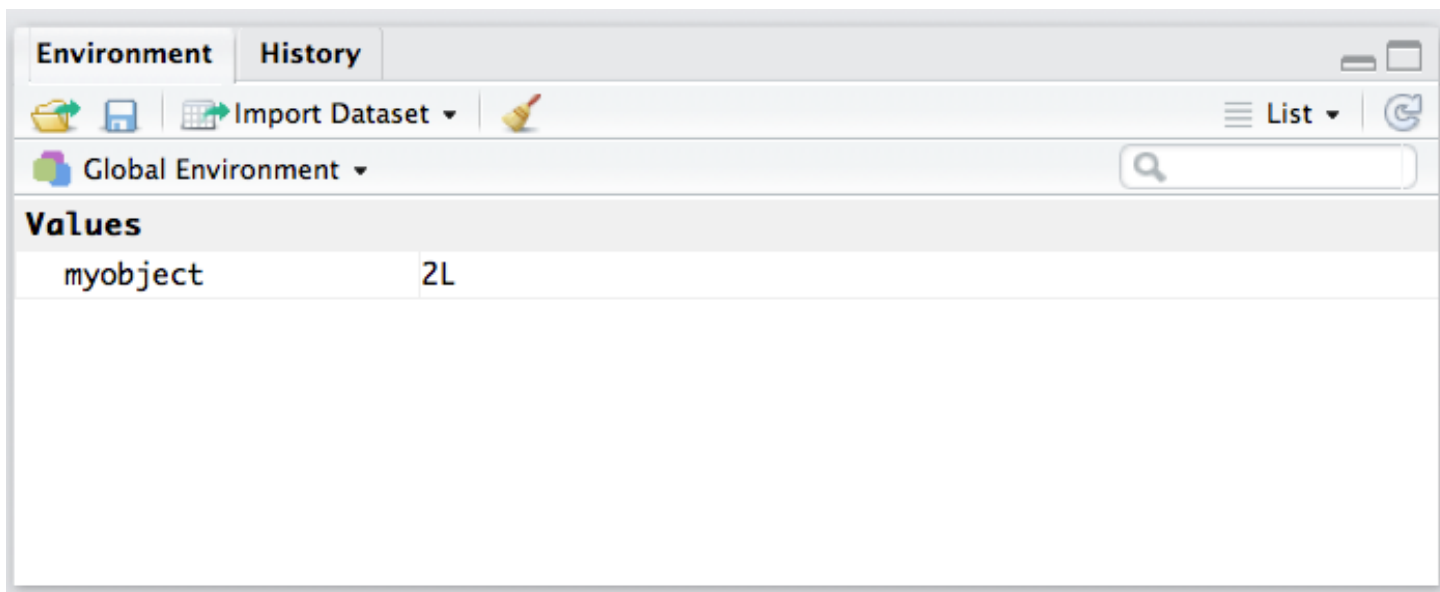 Environment History
Import Dataset List
Global Environment
Values
myobject 2L